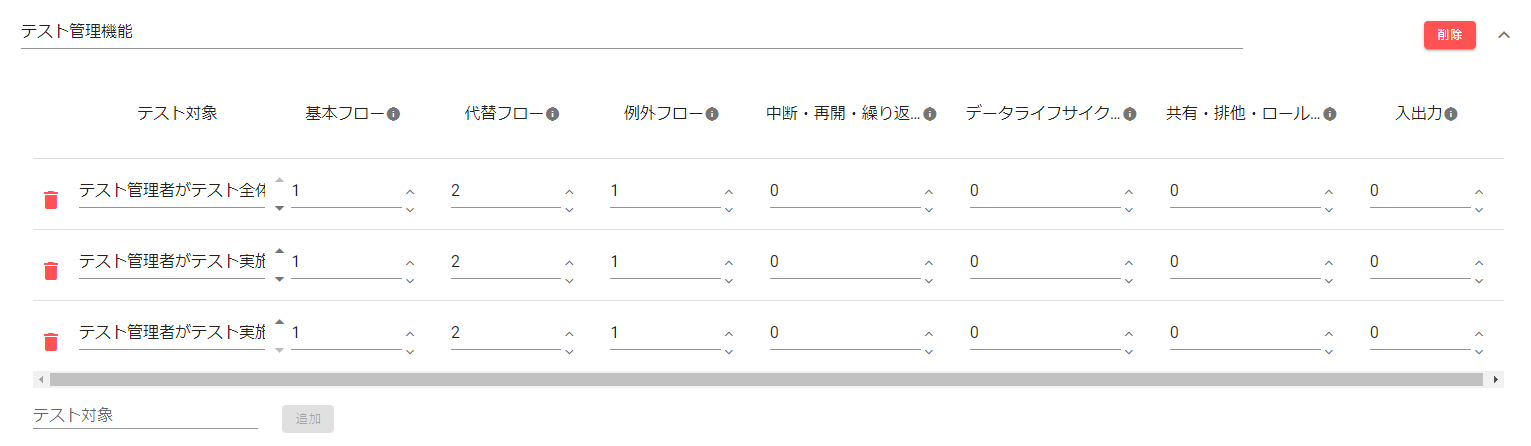 テスト管理機能
削除
テスト対象 基本フロー 代替フロー 例外フロー 中断・再開・繰り返... データライフサイク... 共有・排他・ロール... 入出力
テスト管理者がテスト全体 1 2 1 0 0 0 0
テスト管理者がテスト実施 1 2 1 0 0 0 0
テスト管理者がテスト実施 1 2 1 0 0 0 0
テスト対象 追加